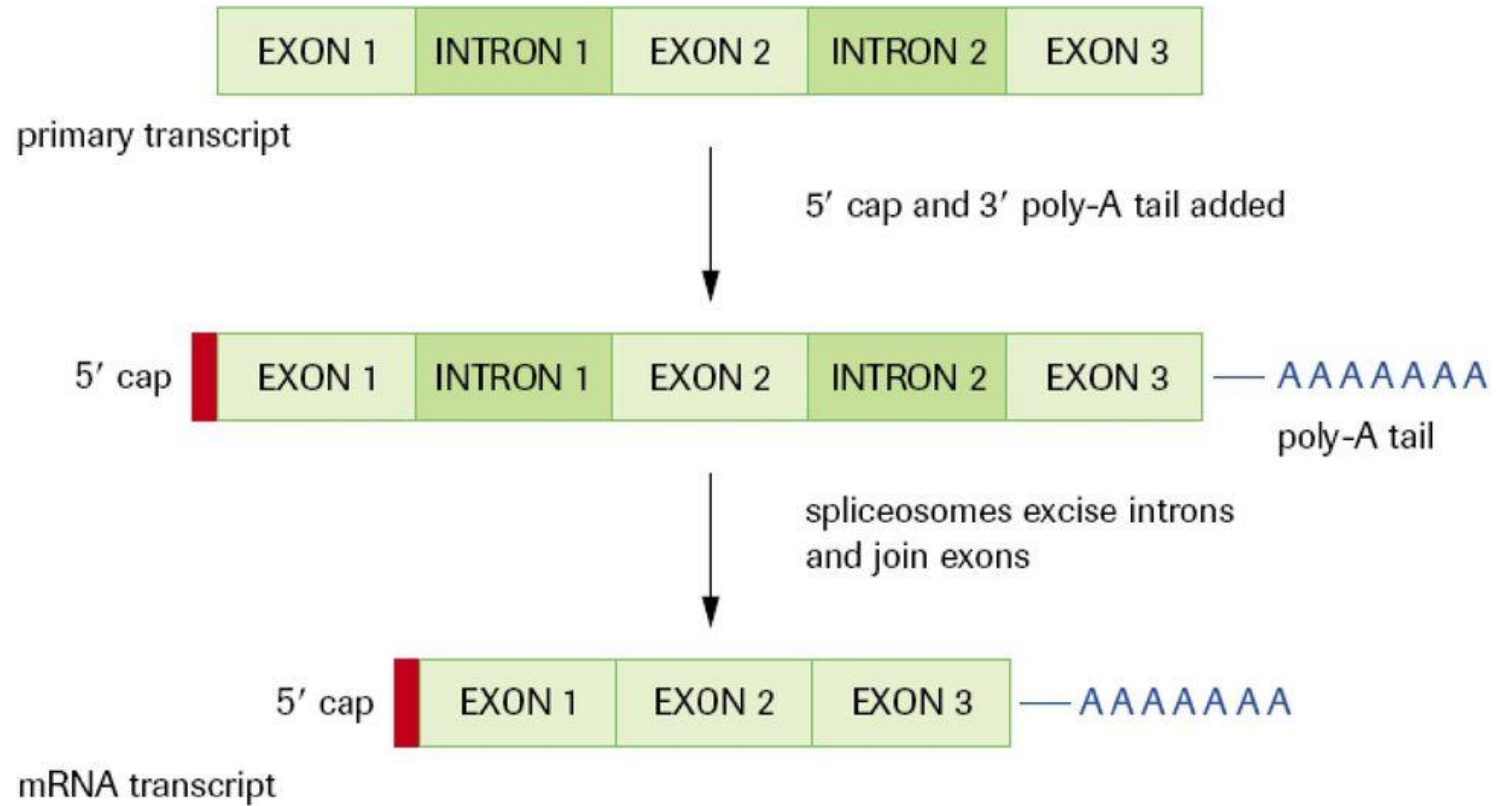 EXON 1 INTRON 1 EXON 2 INTRON 2 EXON 3
primary transcript
5′ cap and 3′ poly-A tail added
5′ cap EXON 1 INTRON 1 EXON 2 INTRON 2 EXON 3 AAAAAAA
poly-A tail
spliceosomes excise introns
and join exons
5′ cap EXON 1 EXON 2 EXON 3 AAAAAAA
mRNA transcript